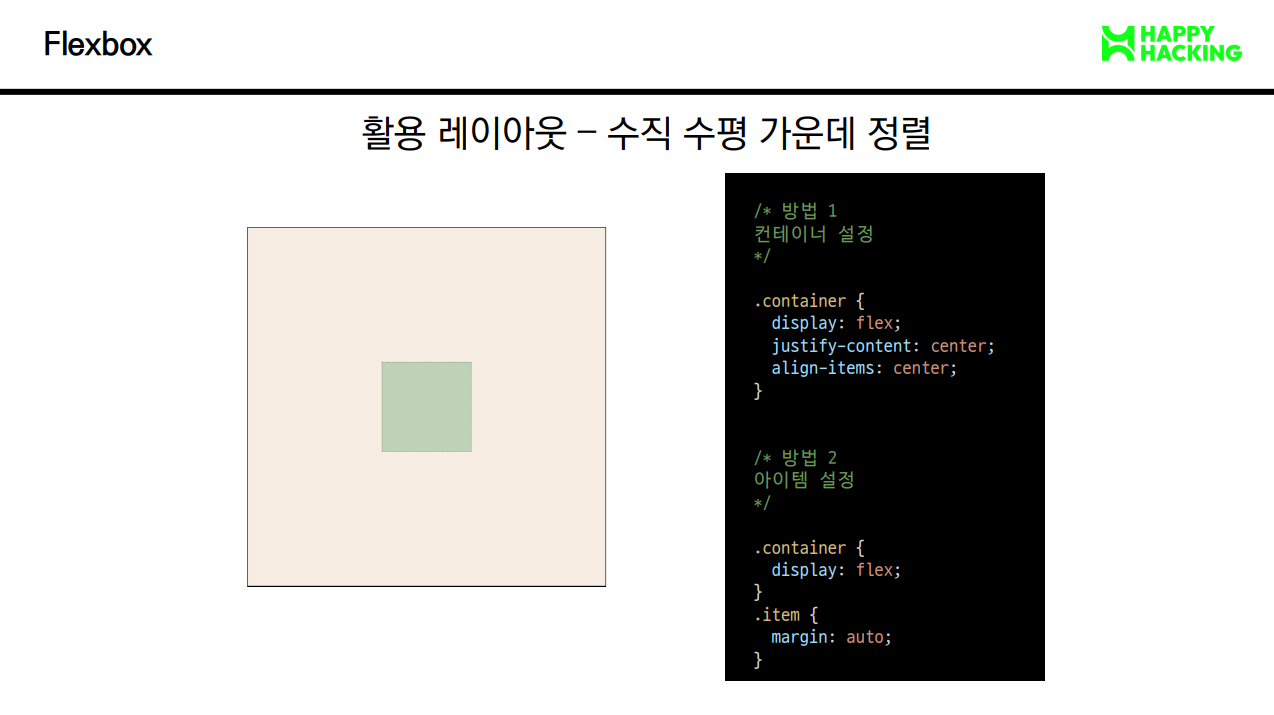 Flexbox
HAPPY
HACKING
활용 레이아웃 – 수직 수평 가운데 정렬
/* 방법 1
컨테이너 설정
*/
.container {
display: flex;
justify-content: center;
align-items: center;
}
/* 방법 2
아이템 설정
*/
.container {
display: flex;
}
.item {
margin: auto;
}